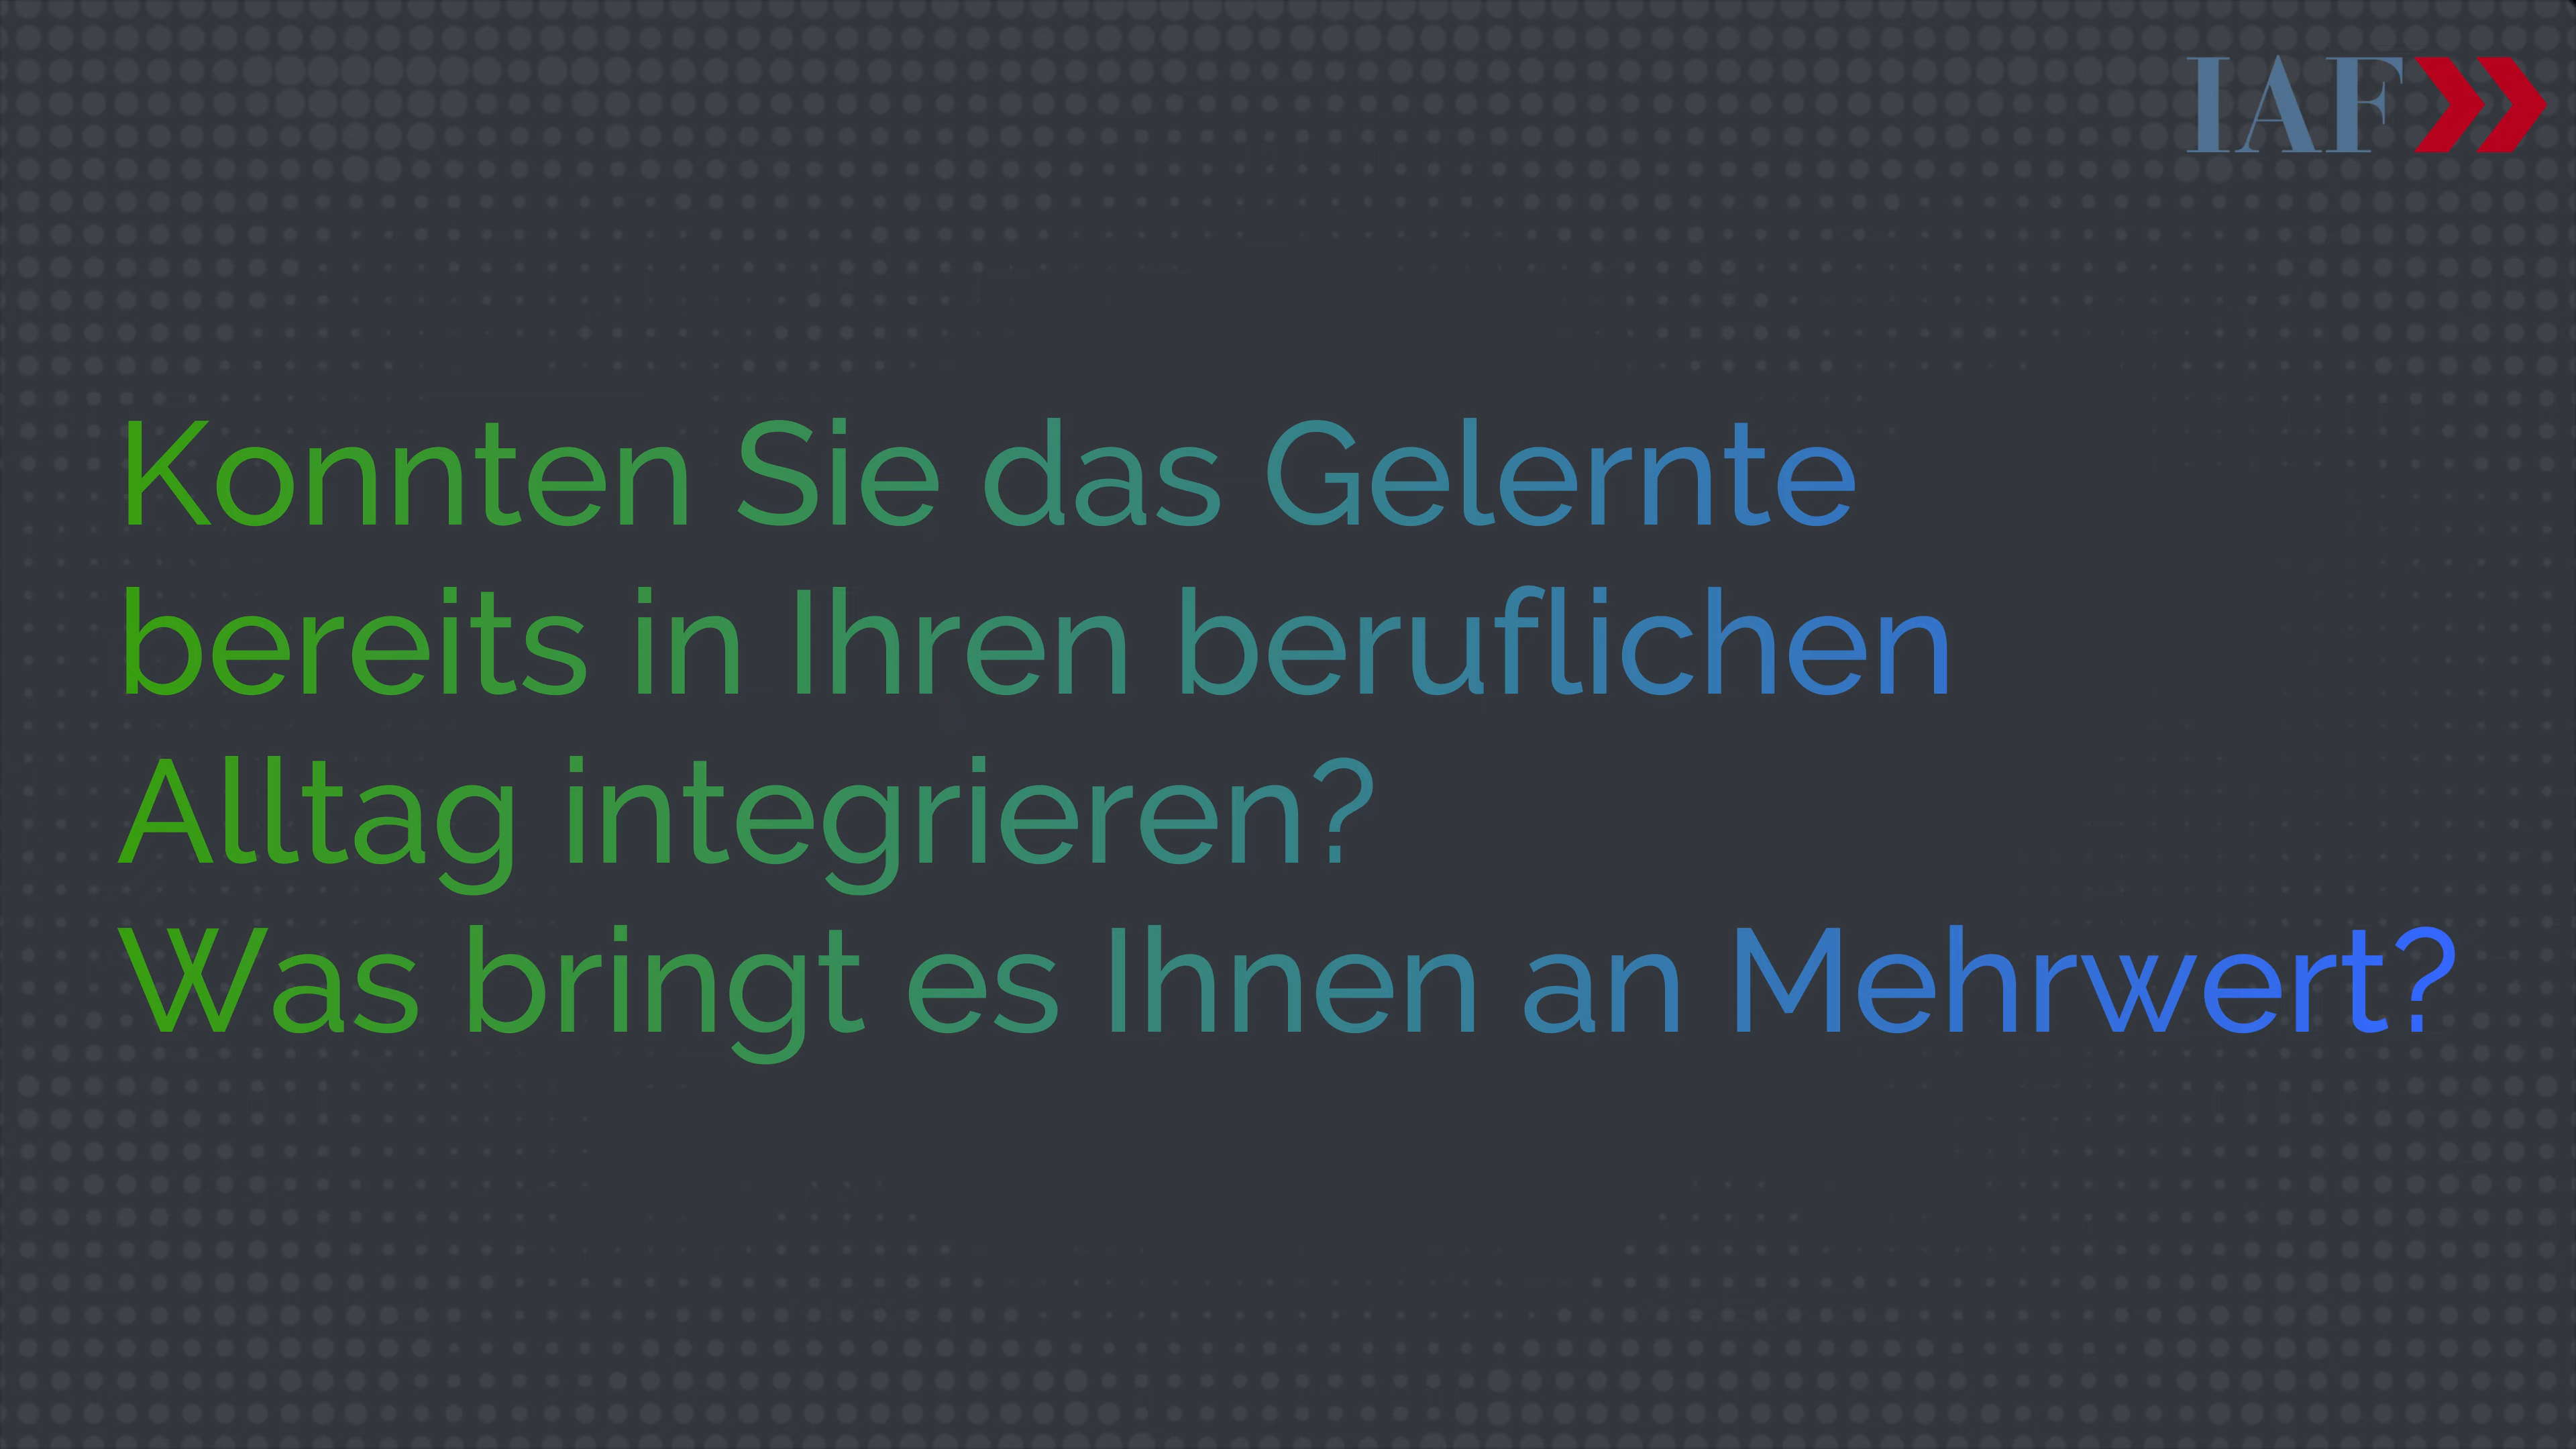 IAF
Konnten Sie das Gelernte
bereits in Ihren beruflichen
Alltag integrieren?
Was bringt es Ihnen an Mehrwert?